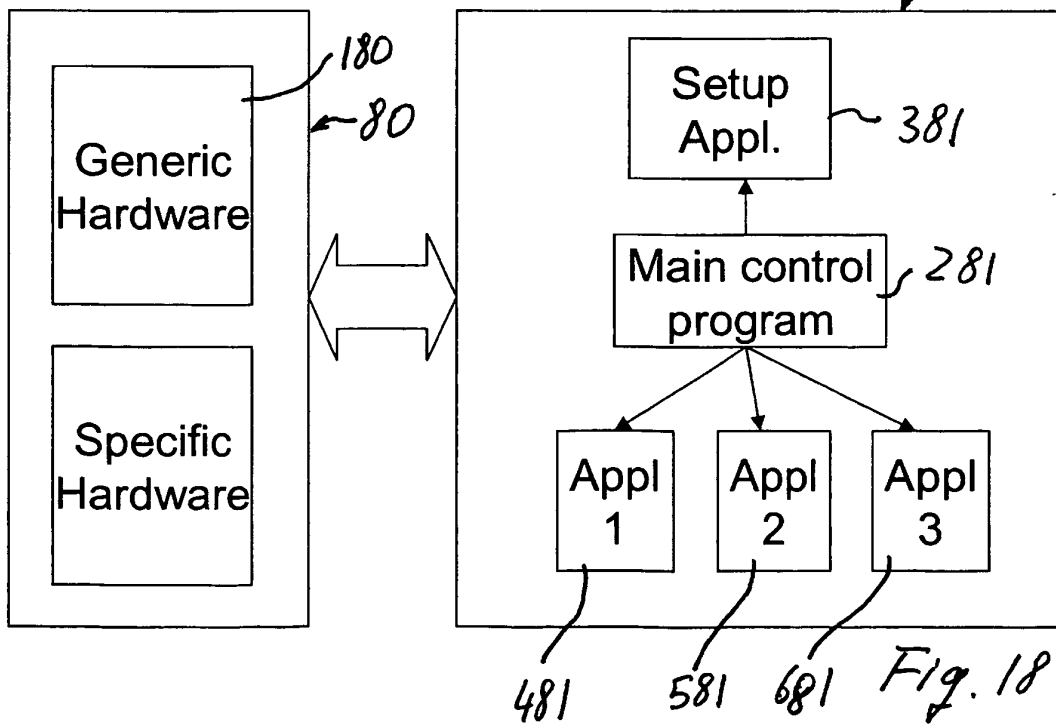 180
80
Generic
Hardware
Specific
Hardware
Setup
Appl.
381
Main control
program
281
Appl
1
Appl
2
Appl
3
481
581
681
Fig. 18